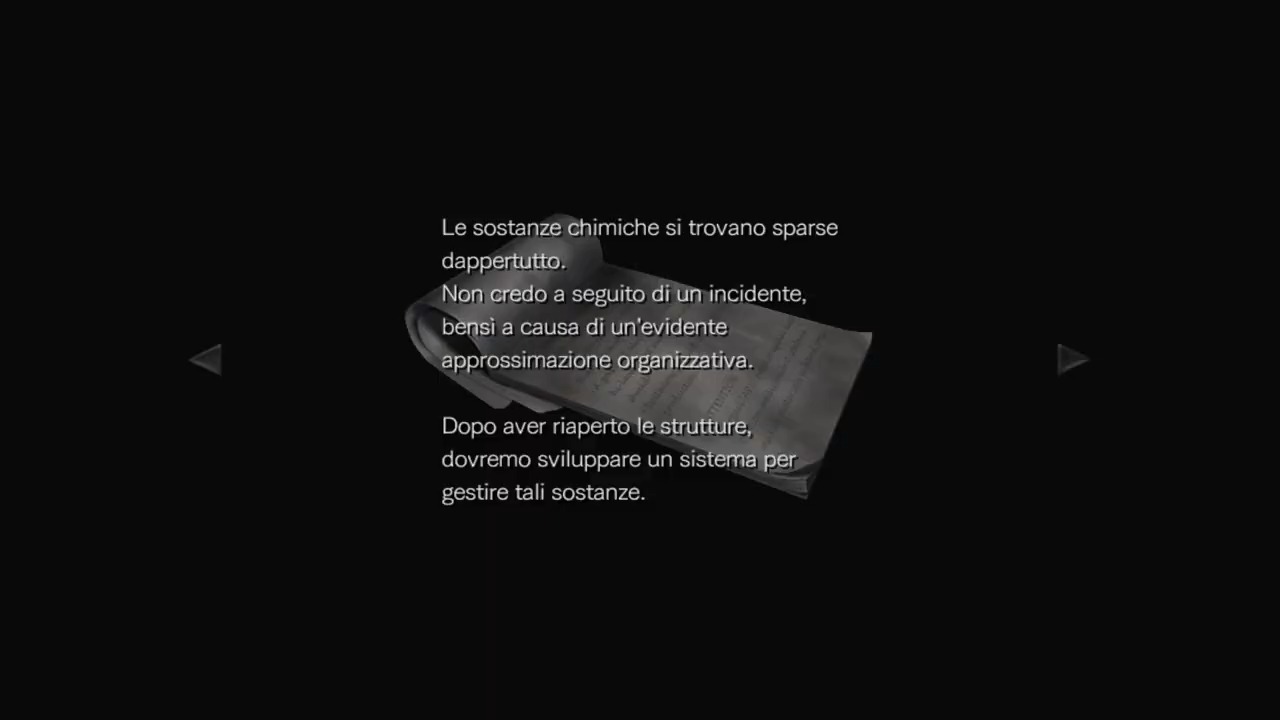 Le sostanze chimiche si trovano sparse
dappertutto.
Non credo a seguito di un incidente,
bensì a causa di un'evidente
approssimazione organizzativa.
Dopo aver riaperto le strutture,
dovremo sviluppare un sistema per
gestire tali sostanze.